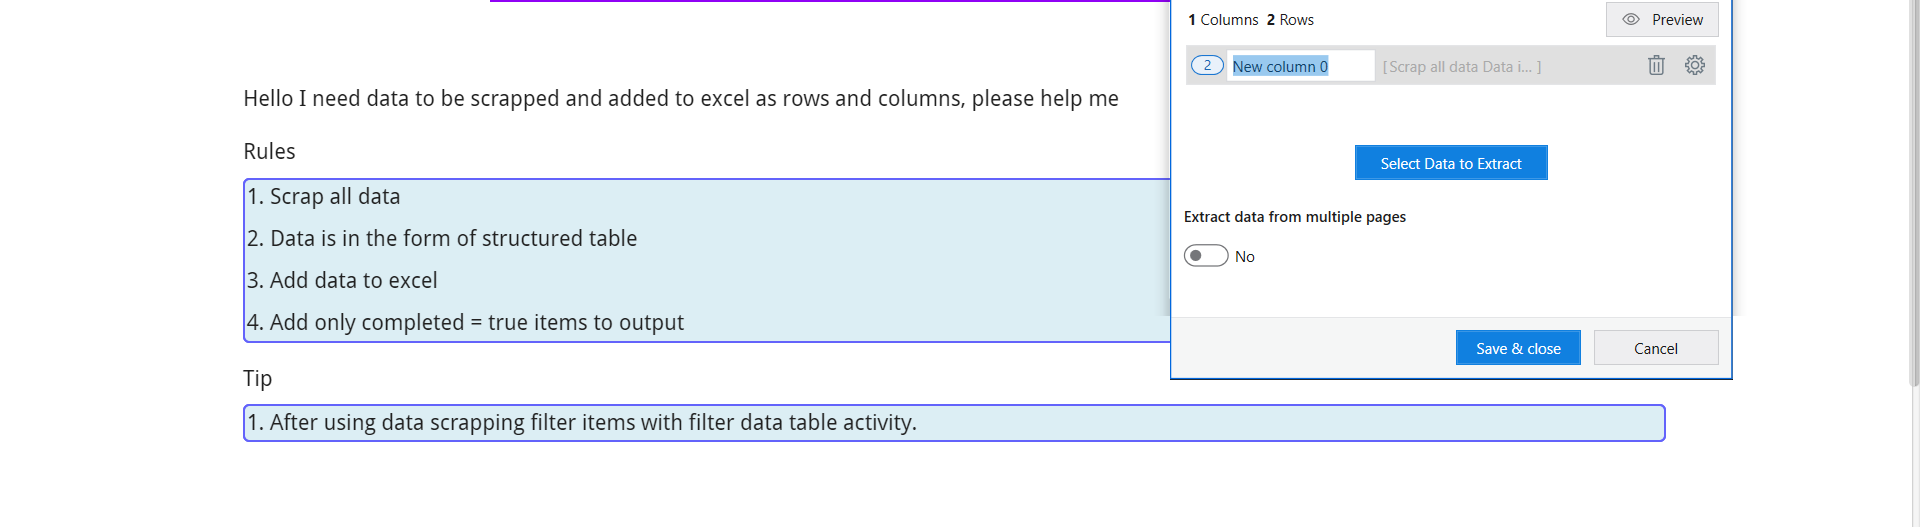 Hello I need data to be scrapped and added to excel as rows and columns, please help me
Rules
1. Scrap all data
2. Data is in the form of structured table
3. Add data to excel
4. Add only completed = true items to output
Tip
1. After using data scrapping filter items with filter data table activity.
1 Columns 2 Rows
Preview
2 New column 0 [ Scrap all data Data i... ]
Select Data to Extract
Extract data from multiple pages
No
Save & close Cancel